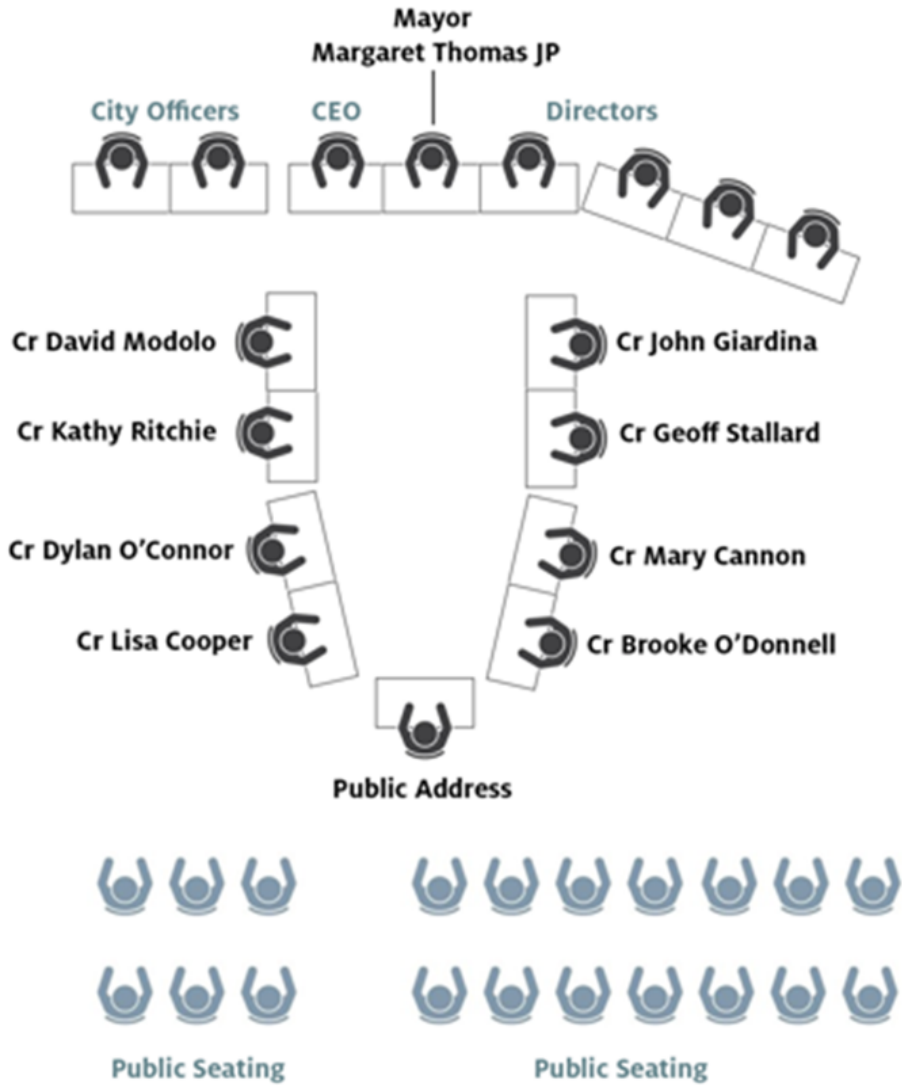 Mayor
Margaret Thomas JP
City Officers
CEO
Directors
Cr David Modolo
Cr John Giardina
Cr Kathy Ritchie
Cr Geoff Stallard
Cr Dylan O’Connor
Cr Mary Cannon
Cr Lisa Cooper
Cr Brooke O’Donnell
Public Address
Public Seating
Public Seating